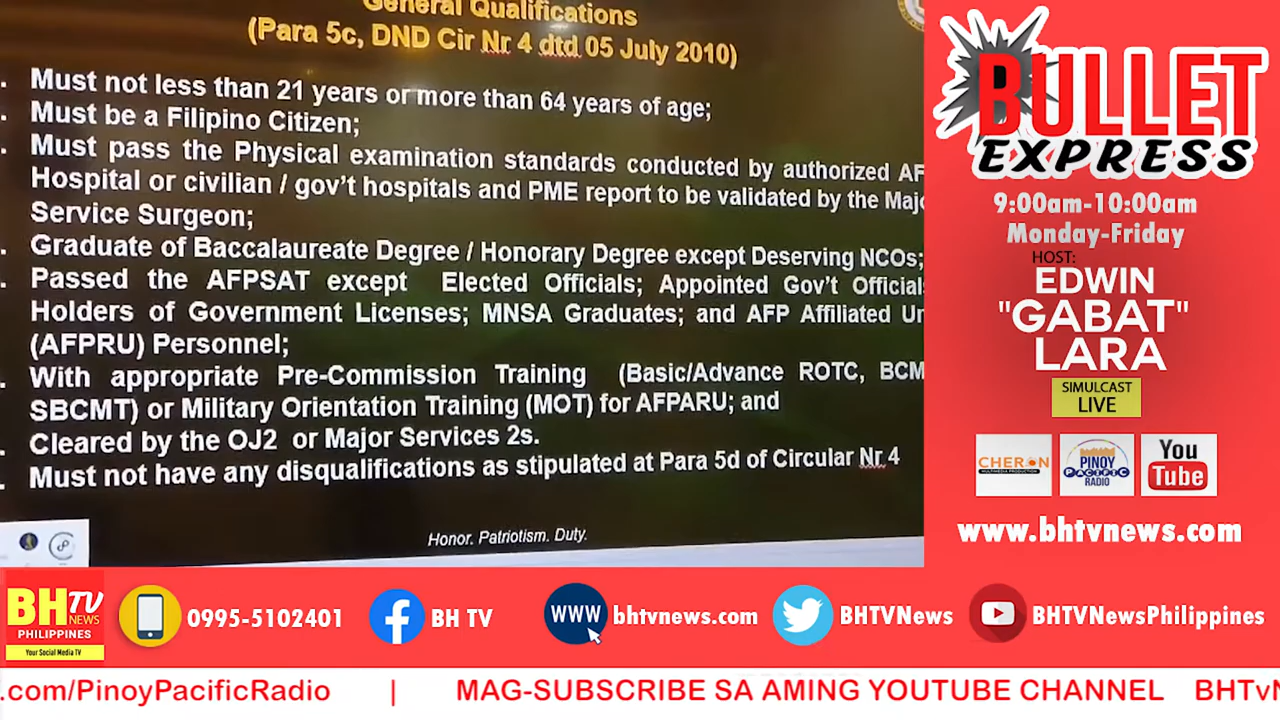 General Qualifications
(Para 5c, DND Cir Nr 4 dtd 05 July 2010)
Must not less than 21 years or more than 64 years of age;
Must be a Filipino Citizen;
Must pass the Physical examination standards conducted by authorized
Hospital or civilian / gov't hospitals and PME report to be validated by the
Service Surgeon;
Graduate of Baccalaureate Degree / Honorary Degree except Deserving NCOs;
Passed the AFPSAT except Elected Officials; Appointed Gov't
Holders of Government Licenses; MNSA Graduates; and AFP Affiliated
(AFPRU) Personnel;
With appropriate Pre-Commission Training (Basic/Advance ROTC,
SBCMT) or Military Orientation Training (MOT) for AFPARU; and
Cleared by the OJ2 or Major Services 2s.
Must not have any disqualifications as stipulated at Para 5d of Circular Nr 4
Honor. Patriotism. Duty.
BULLET
EXPRESS
9:00am-10:00am
Monday-Friday
HOST:
EDWIN
"GABAT"
LARA
SIMULCAST
LIVE
CHERON
MULTIMEDIA PRODUCTION
PINOY
PACIFIC
RADIO
You
Tube
www.bhtvnews.com
BHTV
NEWS
PHILIPPINES
Your Social Media TV
0995-5102401
BH TV
WWW
bhtvnews.com
BHTVNews
BHTVNewsPhilippines
.com/PinoyPacificRadio | MAG-SUBSCRIBE SA AMING YOUTUBE CHANNEL